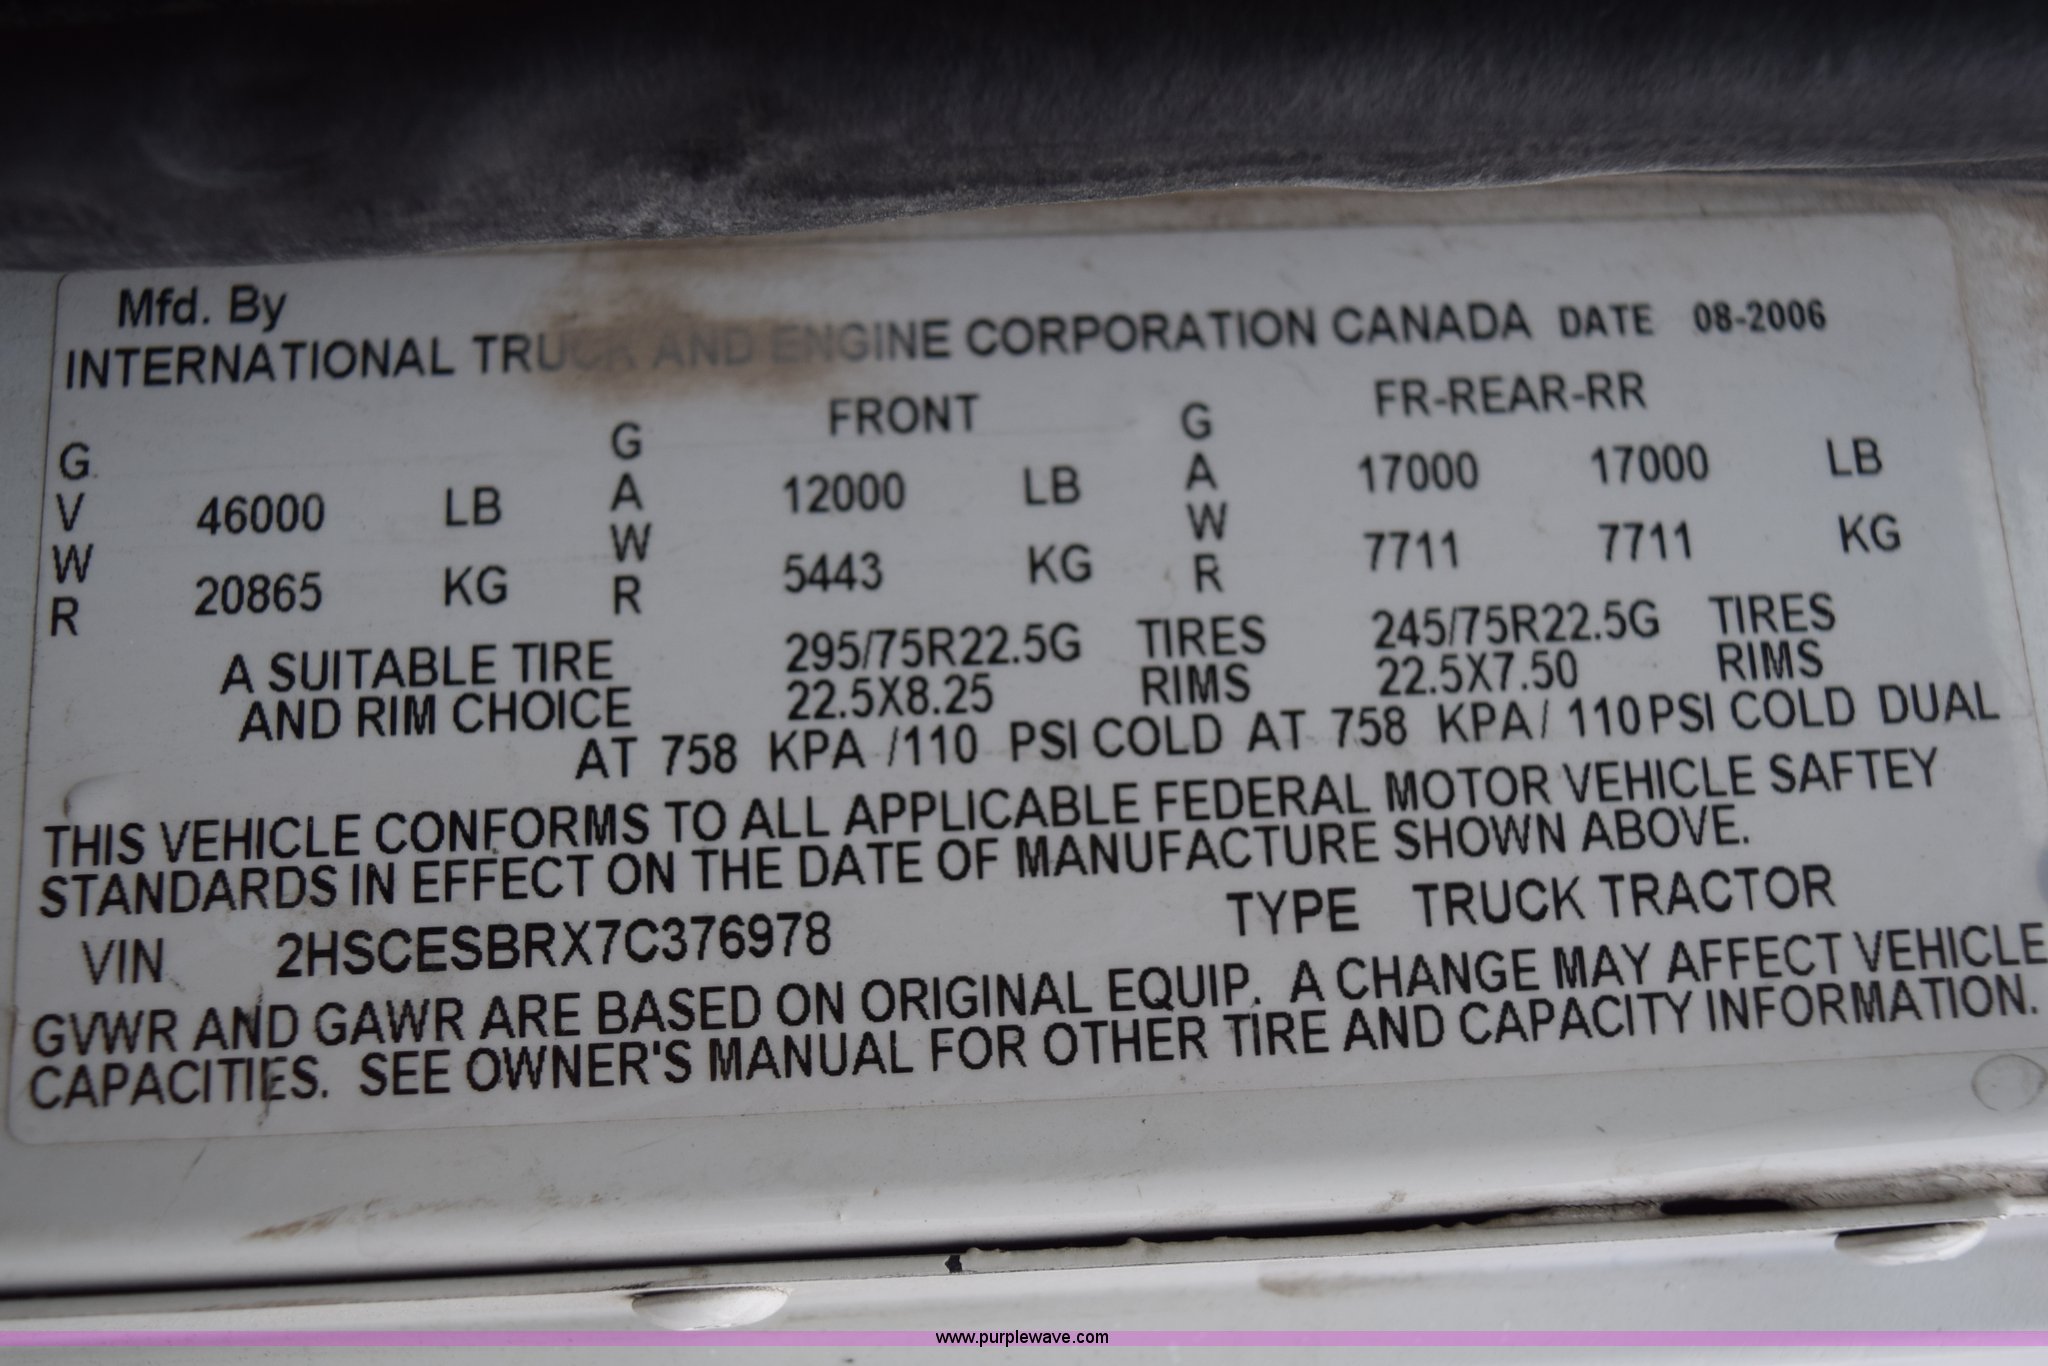 Mfd. By
INTERNATIONAL TRUCK AND ENGINE CORPORATION CANADA DATE 08-2006
FRONT FR-REAR-RR
GVWR 46000 LB GAWR 12000 LB GAWR 17000 17000 LB
20865 KG 5443 KG 7711 7711 KG
A SUITABLE TIRE 295/75R22.5G TIRES 245/75R22.5G TIRES
AND RIM CHOICE 22.5X8.25 RIMS 22.5X7.50 RIMS
AT 758 KPA /110 PSI COLD AT 758 KPA/ 110PSI COLD DUAL
THIS VEHICLE CONFORMS TO ALL APPLICABLE FEDERAL MOTOR VEHICLE SAFTEY
STANDARDS IN EFFECT ON THE DATE OF MANUFACTURE SHOWN ABOVE.
VIN 2HSCESBRX7C376978 TYPE TRUCK TRACTOR
GVWR AND GAWR ARE BASED ON ORIGINAL EQUIP. A CHANGE MAY AFFECT VEHICLE
CAPACITIES. SEE OWNER'S MANUAL FOR OTHER TIRE AND CAPACITY INFORMATION.
www.purplewave.com